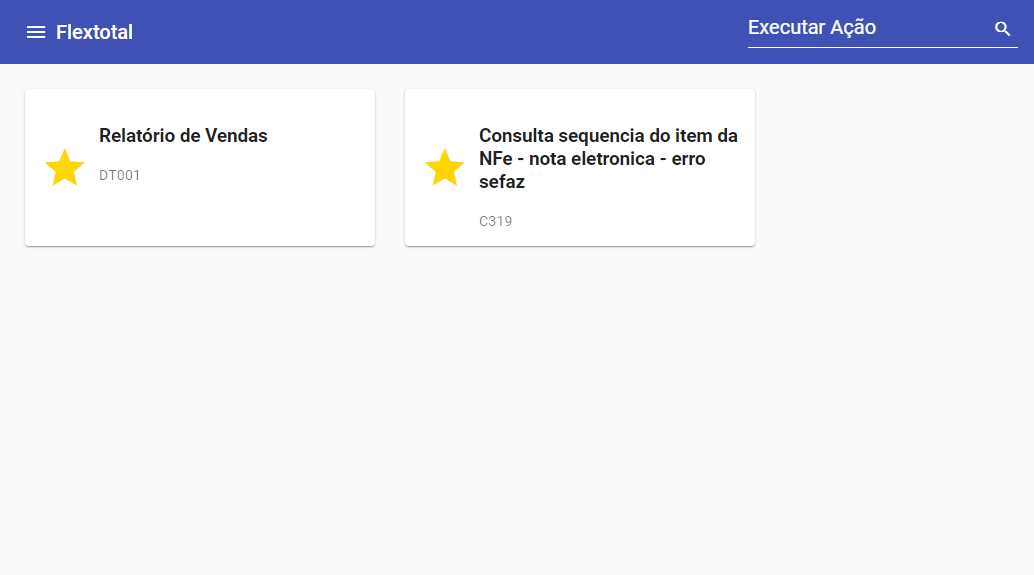 Flextotal
Executar Ação
Relatório de Vendas
DT001
Consulta sequencia do item da
NFe - nota eletronica - erro
sefaz
C319